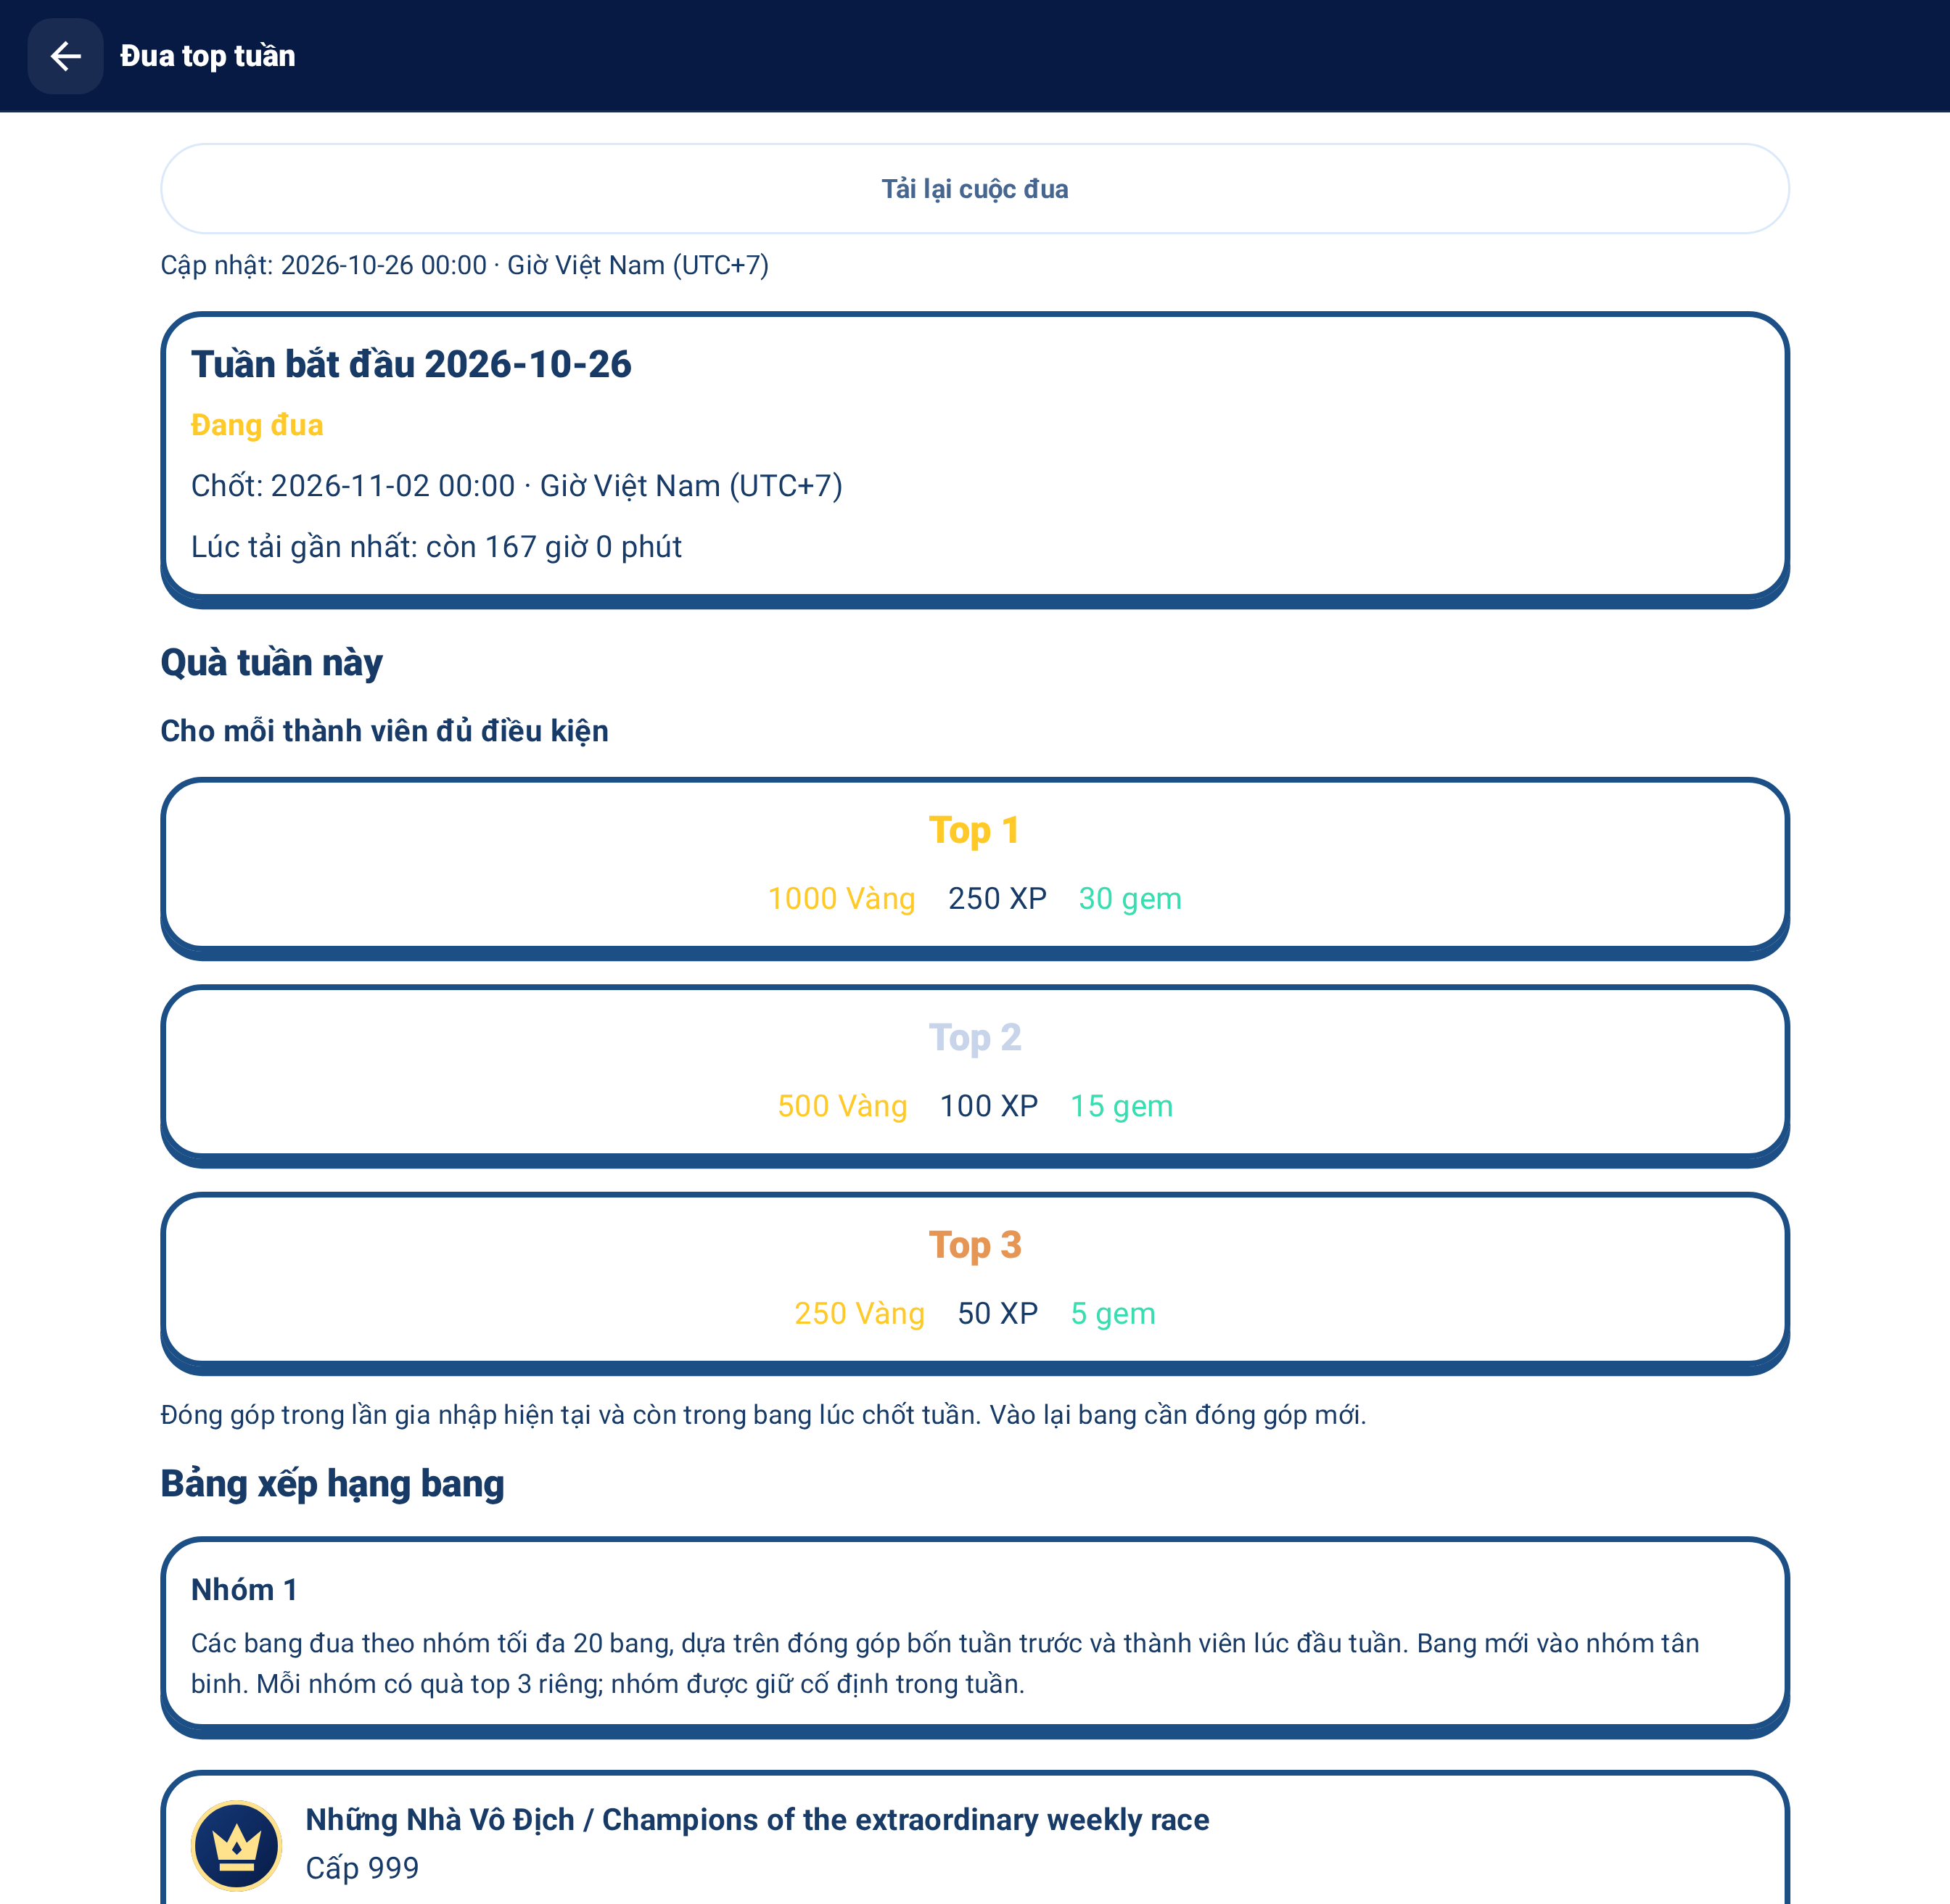 Đua top tuần
Tải lại cuộc đua
Cập nhật: 2026-10-26 00:00 · Giờ Việt Nam (UTC+7)
Tuần bắt đầu 2026-10-26
Đang đua
Chốt: 2026-11-02 00:00 · Giờ Việt Nam (UTC+7)
Lúc tải gần nhất: còn 167 giờ 0 phút
Quà tuần này
Cho mỗi thành viên đủ điều kiện
Top 1
1000 Vàng 250 XP 30 gem
Top 2
500 Vàng 100 XP 15 gem
Top 3
250 Vàng 50 XP 5 gem
Đóng góp trong lần gia nhập hiện tại và còn trong bang lúc chốt tuần. Vào lại bang cần đóng góp mới.
Bảng xếp hạng bang
Nhóm 1
Các bang đua theo nhóm tối đa 20 bang, dựa trên đóng góp bốn tuần trước và thành viên lúc đầu tuần. Bang mới vào nhóm tân
binh. Mỗi nhóm có quà top 3 riêng; nhóm được giữ cố định trong tuần.
Những Nhà Vô Địch / Champions of the extraordinary weekly race
Cấp 999